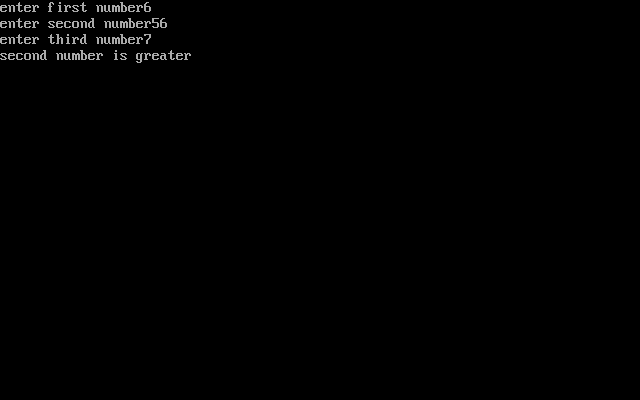 enter first number6
enter second number56
enter third number7
second number is greater